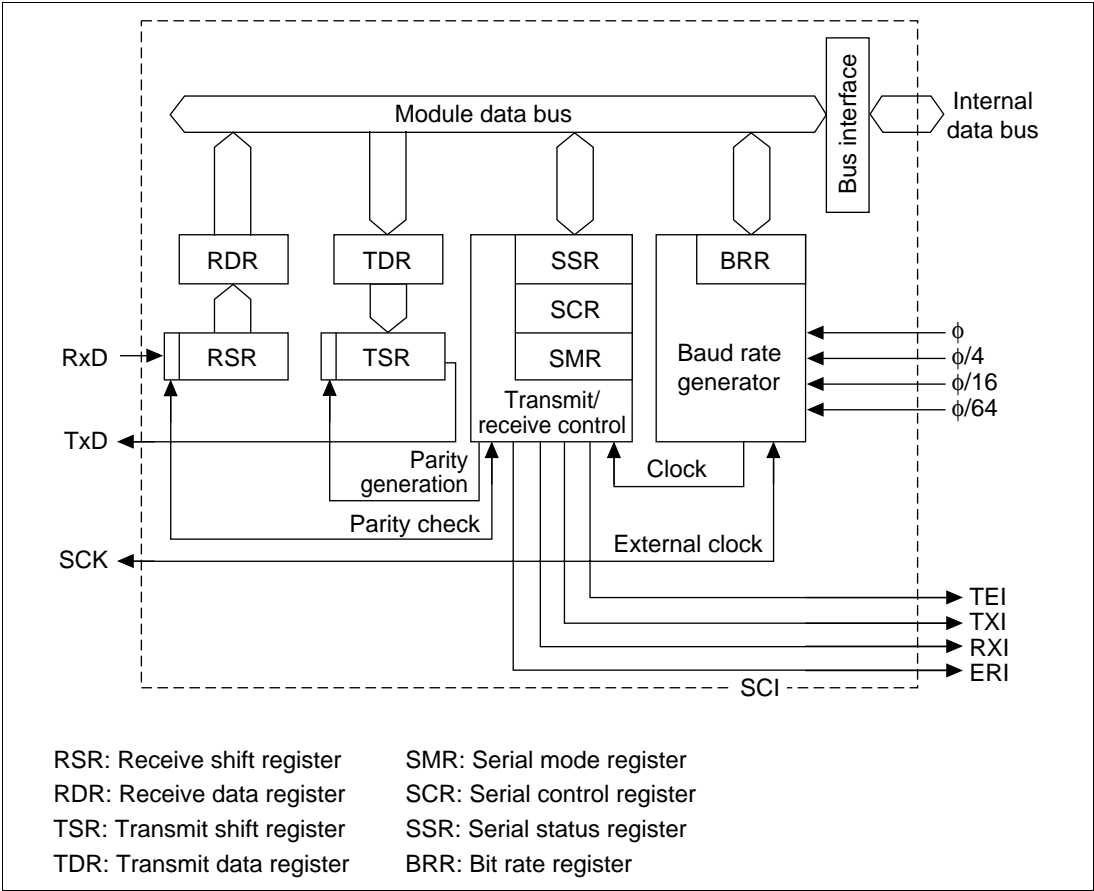 Module data bus
Bus interface
Internal
data bus
RDR
TDR
SSR
BRR
SCR
RxD
RSR
TSR
SMR
Baud rate
generator
ϕ
ϕ/4
ϕ/16
ϕ/64
Transmit/
receive control
TxD
Parity
generation
Clock
Parity check
External clock
SCK
TEI
TXI
RXI
ERI
SCI
RSR: Receive shift register
RDR: Receive data register
TSR: Transmit shift register
TDR: Transmit data register
SMR: Serial mode register
SCR: Serial control register
SSR: Serial status register
BRR: Bit rate register